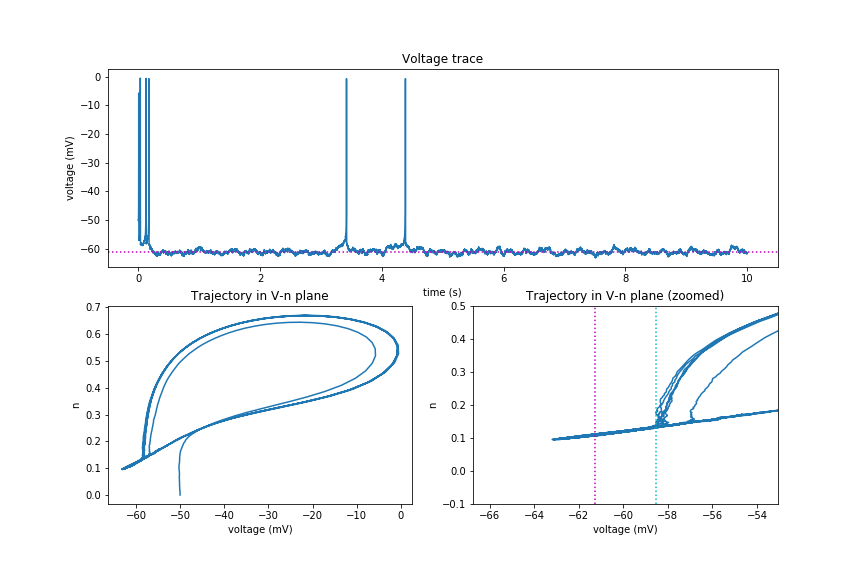 Voltage trace
0
−10
−20
−30
−40
−50
−60
voltage (mV)
0 2 4 6 8 10
time (s)
Trajectory in V-n plane
0.7
0.6
0.5
0.4
0.3
0.2
0.1
0.0
n
−60 −50 −40 −30 −20 −10 0
voltage (mV)
Trajectory in V-n plane (zoomed)
0.5
0.4
0.3
0.2
0.1
0.0
−0.1
n
−66 −64 −62 −60 −58 −56 −54
voltage (mV)